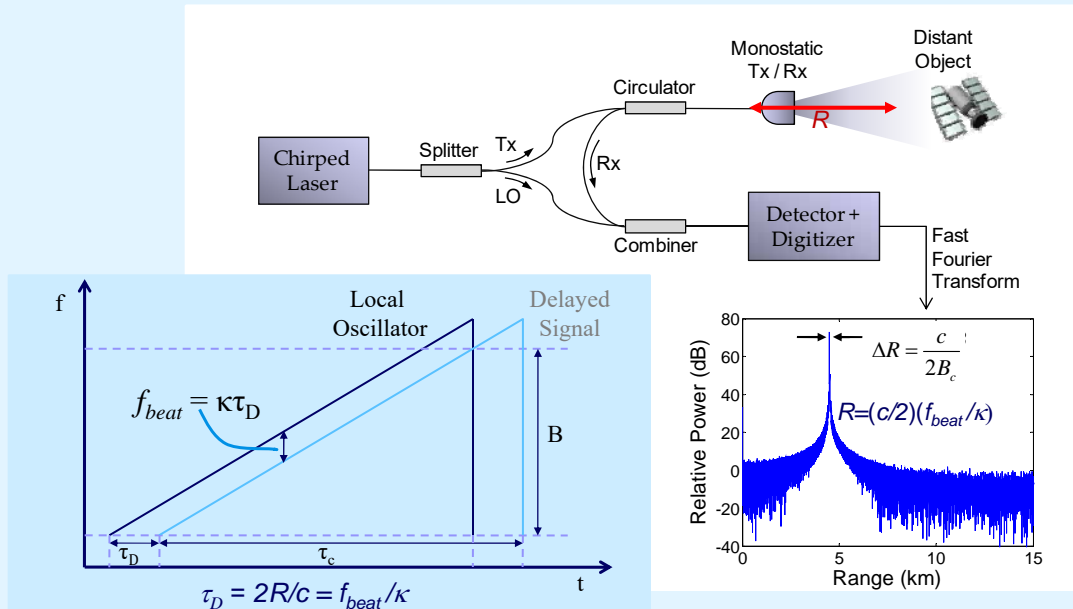 Monostatic
Tx / Rx
Distant
Object
Circulator
R
Chirped
Laser
Splitter
Tx
LO
Rx
Combiner
Detector +
Digitizer
Fast
Fourier
Transform
f
Local
Oscillator
Delayed
Signal
f_beat = κτ_D
B
τ_D
τ_c
t
τ_D = 2R/c = f_beat/κ
80
60
40
20
0
-20
-40
Relative Power (dB)
ΔR = c / 2B_c
R=(c/2)(f_beat/κ)
0 5 10 15
Range (km)